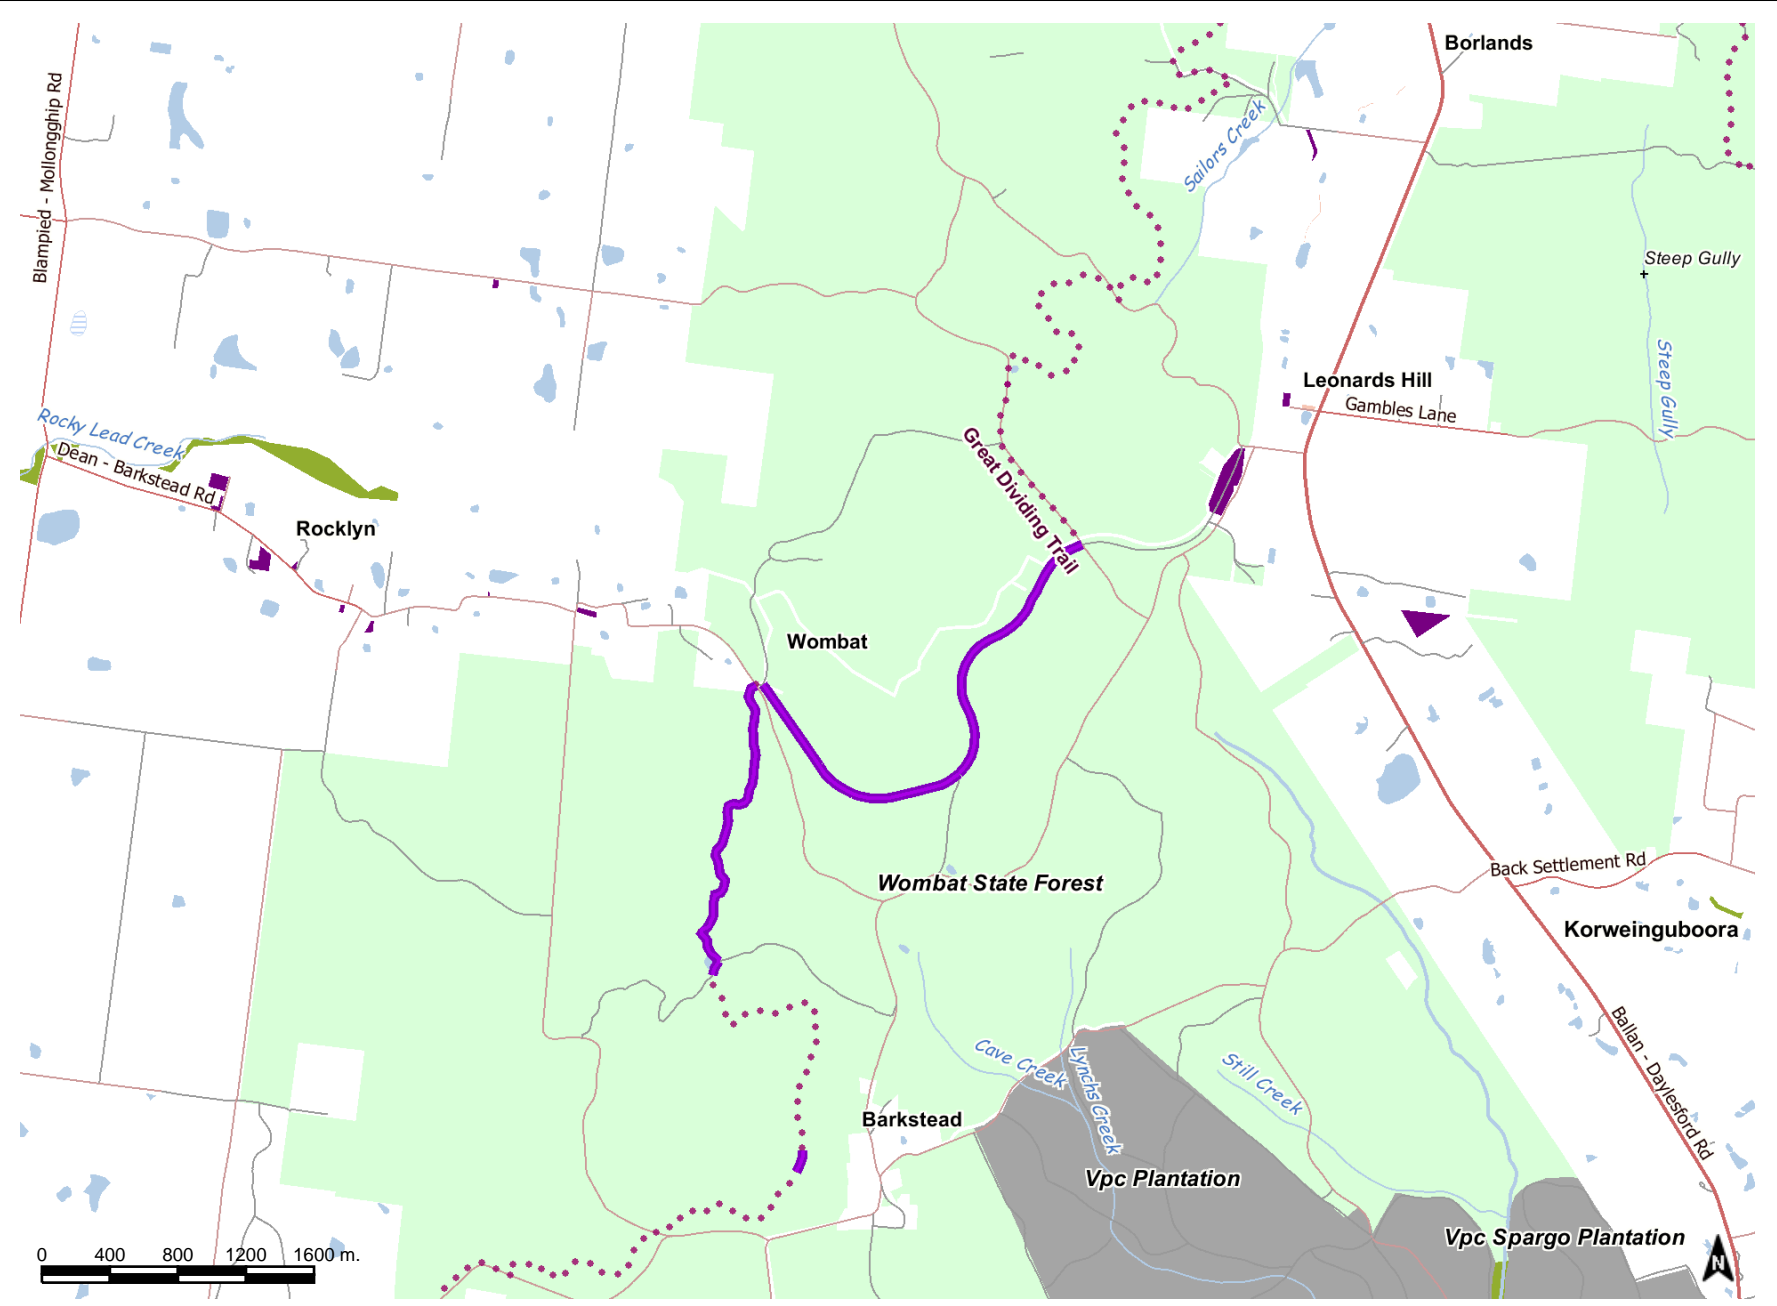 Borlands
Blampied - Mollongghip Rd
Sailors Creek
Steep Gully
Steep Gully
Leonards Hill
Gambles Lane
Rocky Lead Creek
Dean - Barkstead Rd
Great Dividing Trail
Rocklyn
Wombat
Back Settlement Rd
Wombat State Forest
Korweinguboora
Ballan - Daylesford Rd
Cave Creek
Lynchs Creek
Still Creek
Barkstead
Vpc Plantation
Vpc Spargo Plantation
0 400 800 1200 1600 m.
N